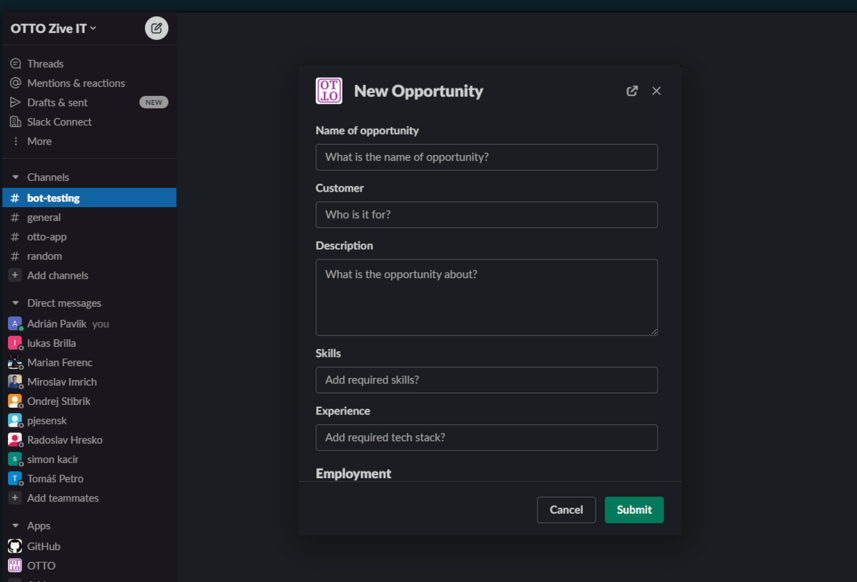 OTTO Zive IT
Threads
Mentions & reactions
Drafts & sent NEW
Slack Connect
More
Channels
# bot-testing
# general
# otto-app
# random
+ Add channels
Direct messages
A Adrián Pavlik you
l lukas Brilla
Marian Ferenc
Miroslav Imrich
Ondrej Stibrik
pjesensk
Radoslav Hresko
s simon kacir
T Tomáš Petro
+ Add teammates
Apps
GitHub
OTTO
OT
TO
New Opportunity
Name of opportunity
What is the name of opportunity?
Customer
Who is it for?
Description
What is the opportunity about?
Skills
Add required skills?
Experience
Add required tech stack?
Employment
Cancel Submit